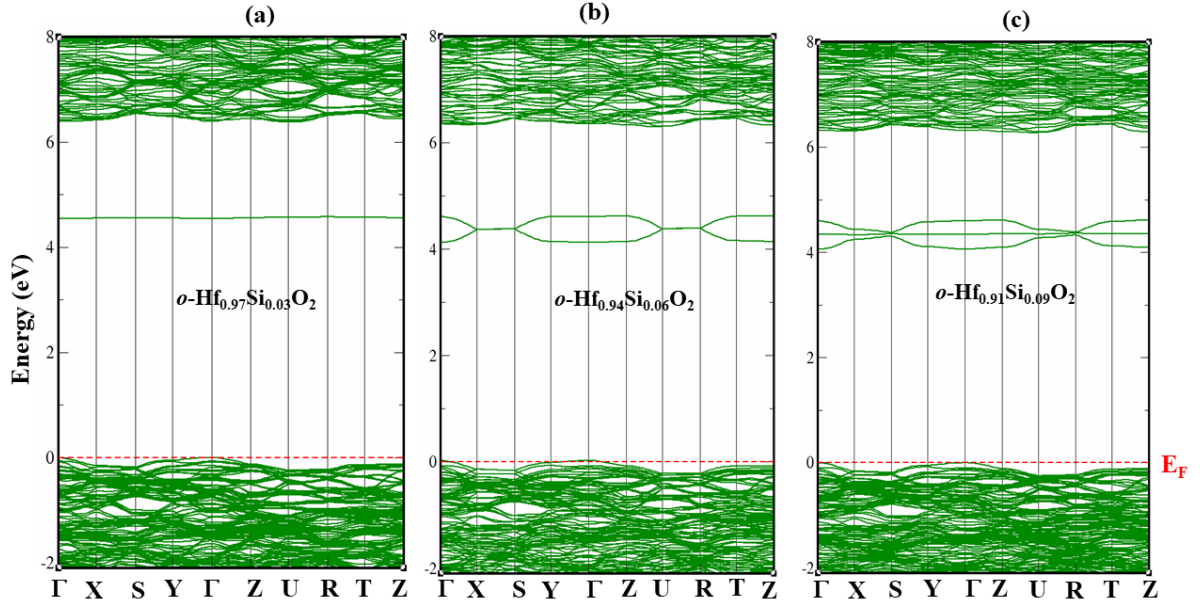 (a) (b) (c)
8 8 8
6 6 6
4 4 4
2 2 2
0 0 0
-2 -2 -2
Energy (eV)
o-Hf₀.₉₇Si₀.₀₃O₂
o-Hf₀.₉₄Si₀.₀₆O₂
o-Hf₀.₉₁Si₀.₀₉O₂
E_F
Γ X S Y Γ Z U R T Z
Γ X S Y Γ Z U R T Z
Γ X S Y Γ Z U R T Z